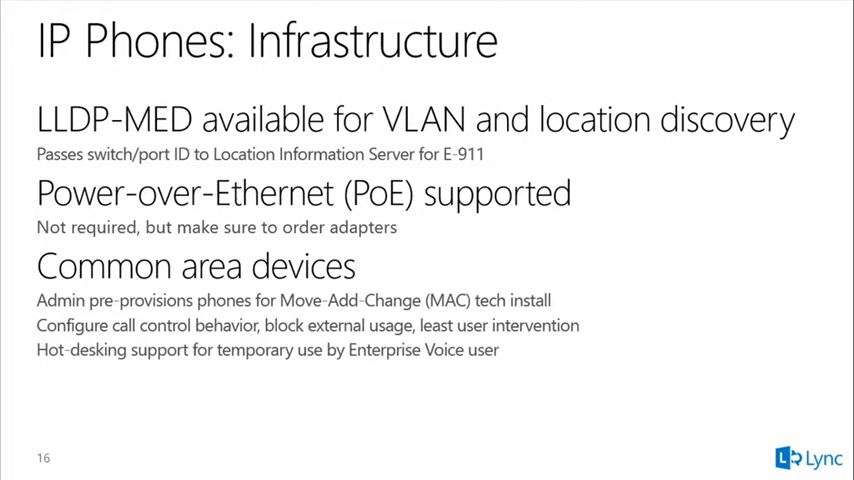 IP Phones: Infrastructure
LLDP-MED available for VLAN and location discovery
Passes switch/port ID to Location Information Server for E-911
Power-over-Ethernet (PoE) supported
Not required, but make sure to order adapters
Common area devices
Admin pre-provisions phones for Move-Add-Change (MAC) tech install
Configure call control behavior, block external usage, least user intervention
Hot-desking support for temporary use by Enterprise Voice user
16
L Lync